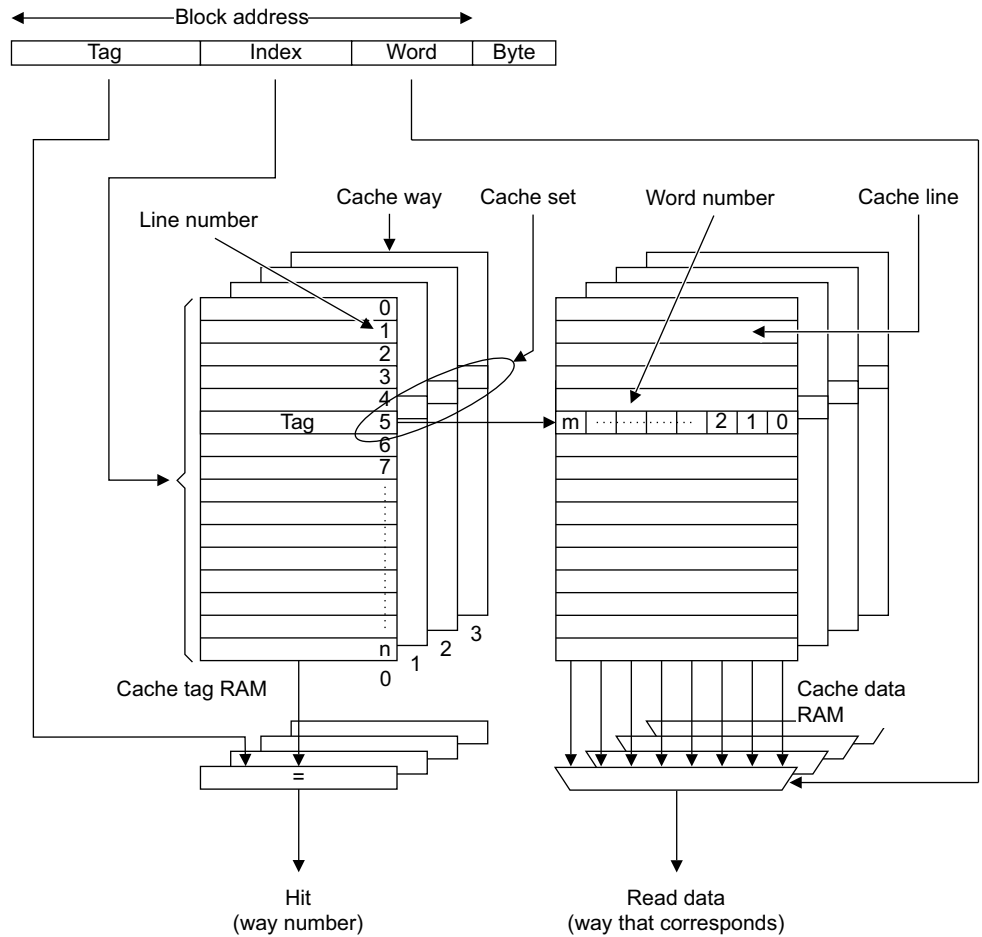 Block address
Tag Index Word Byte
Cache way
Cache set
Word number
Cache line
Line number
0
1
2
3
4
Tag 5
m 2 1 0
6
7
n
0
1
2
3
Cache tag RAM
Cache data
RAM
=
Hit
(way number)
Read data
(way that corresponds)